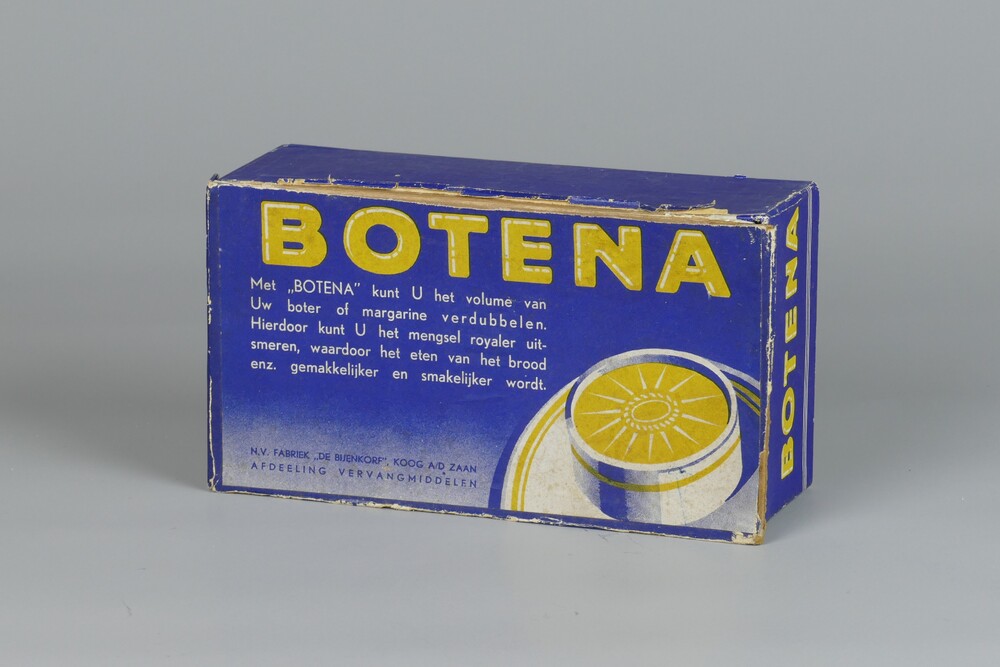 BOTENA
Met „BOTENA” kunt U het volume van
Uw boter of margarine verdubbelen.
Hierdoor kunt U het mengsel royaler uit-
smeren, waardoor het eten van het brood
enz. gemakkelijker en smakelijker wordt.
N.V. FABRIEK „DE BIJENKORF”, KOOG A/D ZAAN
AFDEELING VERVANGMIDDELEN
BOTENA